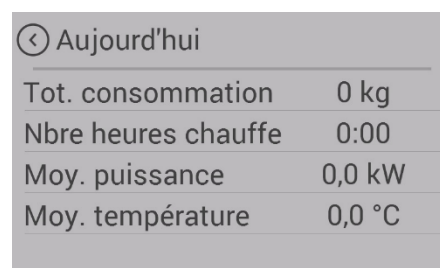 Aujourd'hui
Tot. consommation 0 kg
Nbre heures chauffe 0:00
Moy. puissance 0,0 kW
Moy. température 0,0 °C